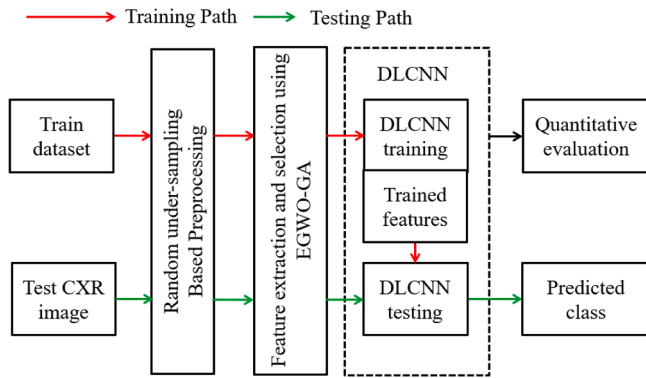 Training Path
Testing Path
Train
dataset
Random under-sampling
Based Preprocessing
Feature extraction and selection using
EGWO-GA
DLCNN
DLCNN
training
Trained
features
Quantitative
evaluation
Test CXR
image
DLCNN
testing
Predicted
class